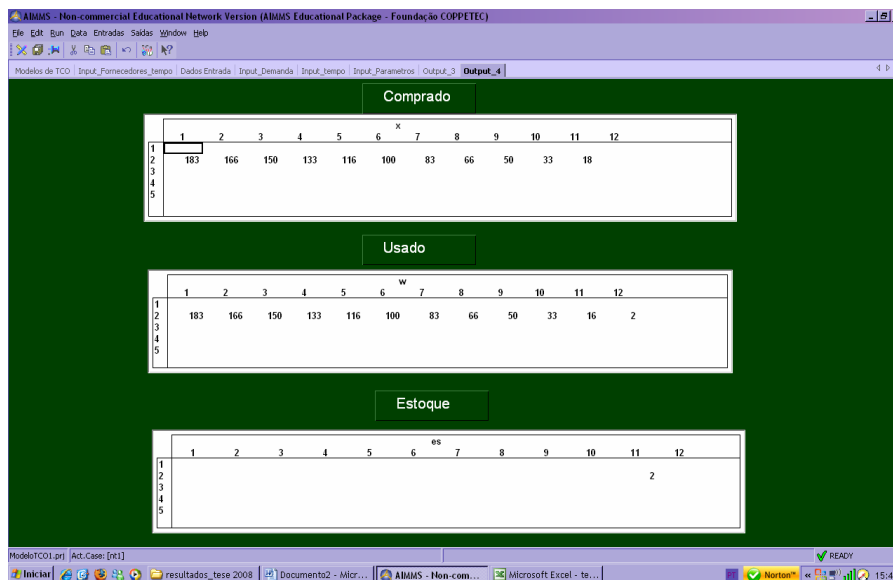 AIMMS - Non-commercial Educational Network Version (AIMMS Educational Package - Foundação COPPETEC)
File Edit Run Data Entradas Saídas Window Help
Modelos de TCO Input_Fornecedores_tempo Dados Entrada Input_Demanda Input_tempo Input_Parametros Output_3 Output_4
Comprado
x
1 2 3 4 5 6 7 8 9 10 11 12
1
2 183 166 150 133 116 100 83 66 50 33 18
3
4
5
Usado
w
1 2 3 4 5 6 7 8 9 10 11 12
1
2 183 166 150 133 116 100 83 66 50 33 16 2
3
4
5
Estoque
es
1 2 3 4 5 6 7 8 9 10 11 12
1
2 2
3
4
5
ModeloTCO1.prj Act.Case: [nt1] READY
Iniciar resultados_tese 2008 Documento2 - Micr... AIMMS - Non-com... Microsoft Excel - te... Norton™ «